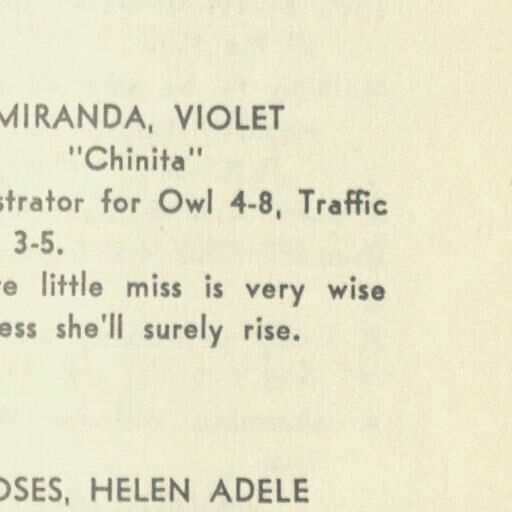 MIRANDA, VIOLET
"Chinita"
strator for Owl 4-8, Traffic
3-5.
re little miss is very wise
ess she'll surely rise.
OSES, HELEN ADELE